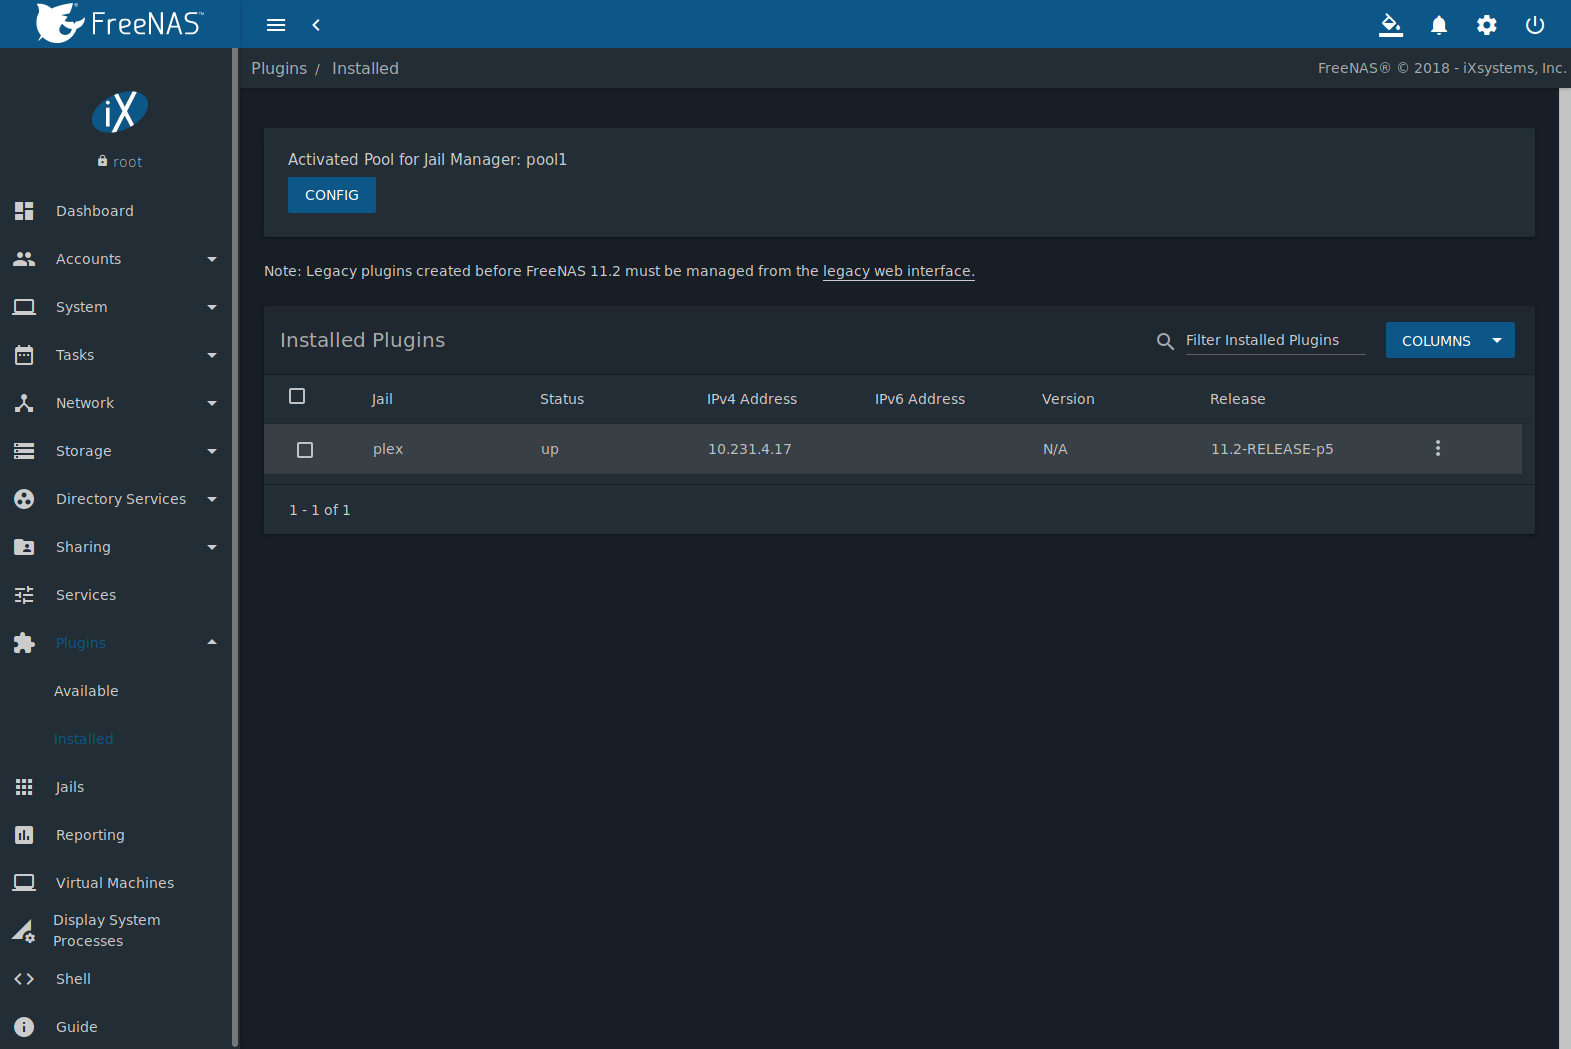 FreeNAS™
Plugins / Installed
FreeNAS® © 2018 - iXsystems, Inc.
iX
root
Dashboard
Accounts
System
Tasks
Network
Storage
Directory Services
Sharing
Services
Plugins
Available
Installed
Jails
Reporting
Virtual Machines
Display System
Processes
Shell
Guide
Activated Pool for Jail Manager: pool1
CONFIG
Note: Legacy plugins created before FreeNAS 11.2 must be managed from the legacy web interface.
Installed Plugins
Filter Installed Plugins
COLUMNS
Jail Status IPv4 Address IPv6 Address Version Release
plex up 10.231.4.17 N/A 11.2-RELEASE-p5
1 - 1 of 1